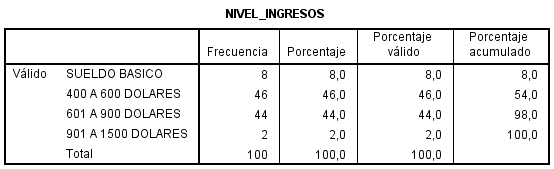 NIVEL_INGRESOS
Frecuencia Porcentaje Porcentaje válido Porcentaje acumulado
Válido SUELDO BASICO 8 8,0 8,0 8,0
400 A 600 DOLARES 46 46,0 46,0 54,0
601 A 900 DOLARES 44 44,0 44,0 98,0
901 A 1500 DOLARES 2 2,0 2,0 100,0
Total 100 100,0 100,0